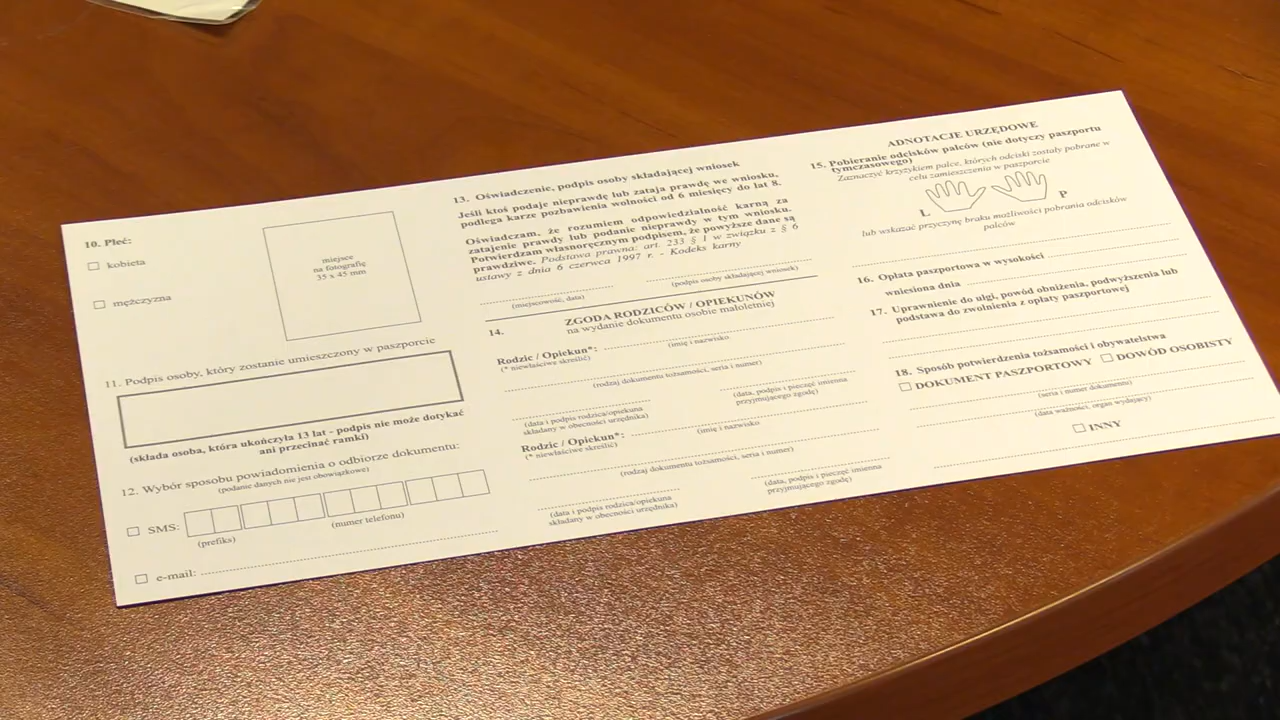 10. Płeć:
kobieta
mężczyzna
miejsce
na fotografię
35 x 45 mm
11. Podpis osoby, który zostanie umieszczony w paszporcie
(składa osoba, która ukończyła 13 lat - podpis nie może dotykać
ani przecinać ramki)
12. Wybór sposobu powiadomienia o odbiorze dokumentu:
(podanie danych nie jest obowiązkowe)
SMS:
(prefiks)
(numer telefonu)
e-mail:
13. Oświadczenie, podpis osoby składającej wniosek
Jeśli ktoś podaje nieprawdę lub zataja prawdę we wniosku,
podlega karze pozbawienia wolności od 6 miesięcy do lat 8.
Oświadczam, że rozumiem odpowiedzialność karną za
zatajenie prawdy lub podanie nieprawdy w tym wniosku.
Potwierdzam własnoręcznym podpisem, że powyższe dane są
prawdziwe. Podstawa prawna: art. 233 § 1 w związku z § 6
ustawy z dnia 6 czerwca 1997 r. - Kodeks karny
(miejscowość, data)
(podpis osoby składającej wniosek)
14. ZGODA RODZICÓW / OPIEKUNÓW
na wydanie dokumentu osobie małoletniej
Rodzic / Opiekun*:
(* niewłaściwe skreślić)
(imię i nazwisko
(rodzaj dokumentu tożsamości, seria i numer)
(data i podpis rodzica/opiekuna
składany w obecności urzędnika)
(data, podpis i pieczęć imienna
przyjmującego zgodę)
Rodzic / Opiekun*:
(* niewłaściwe skreślić)
(imię i nazwisko
(rodzaj dokumentu tożsamości, seria i numer)
(data i podpis rodzica/opiekuna
składany w obecności urzędnika)
(data, podpis i pieczęć imienna
przyjmującego zgodę)
ADNOTACJE URZĘDOWE
15. Pobieranie odcisków palców (nie dotyczy paszportu
tymczasowego)
Zaznaczyć krzyżykiem palce, których odciski zostały pobrane w
celu zamieszczenia w paszporcie
L
P
lub wskazać przyczynę braku możliwości pobrania odcisków
palców
16. Opłata paszportowa w wysokości
wniesiona dnia
17. Uprawnienie do ulgi, powód obniżenia, podwyższenia lub
podstawa do zwolnienia z opłaty paszportowej
18. Sposób potwierdzenia tożsamości i obywatelstwa
DOKUMENT PASZPORTOWY
DOWÓD OSOBISTY
(seria i numer dokumentu)
(data ważności, organ wydający)
INNY